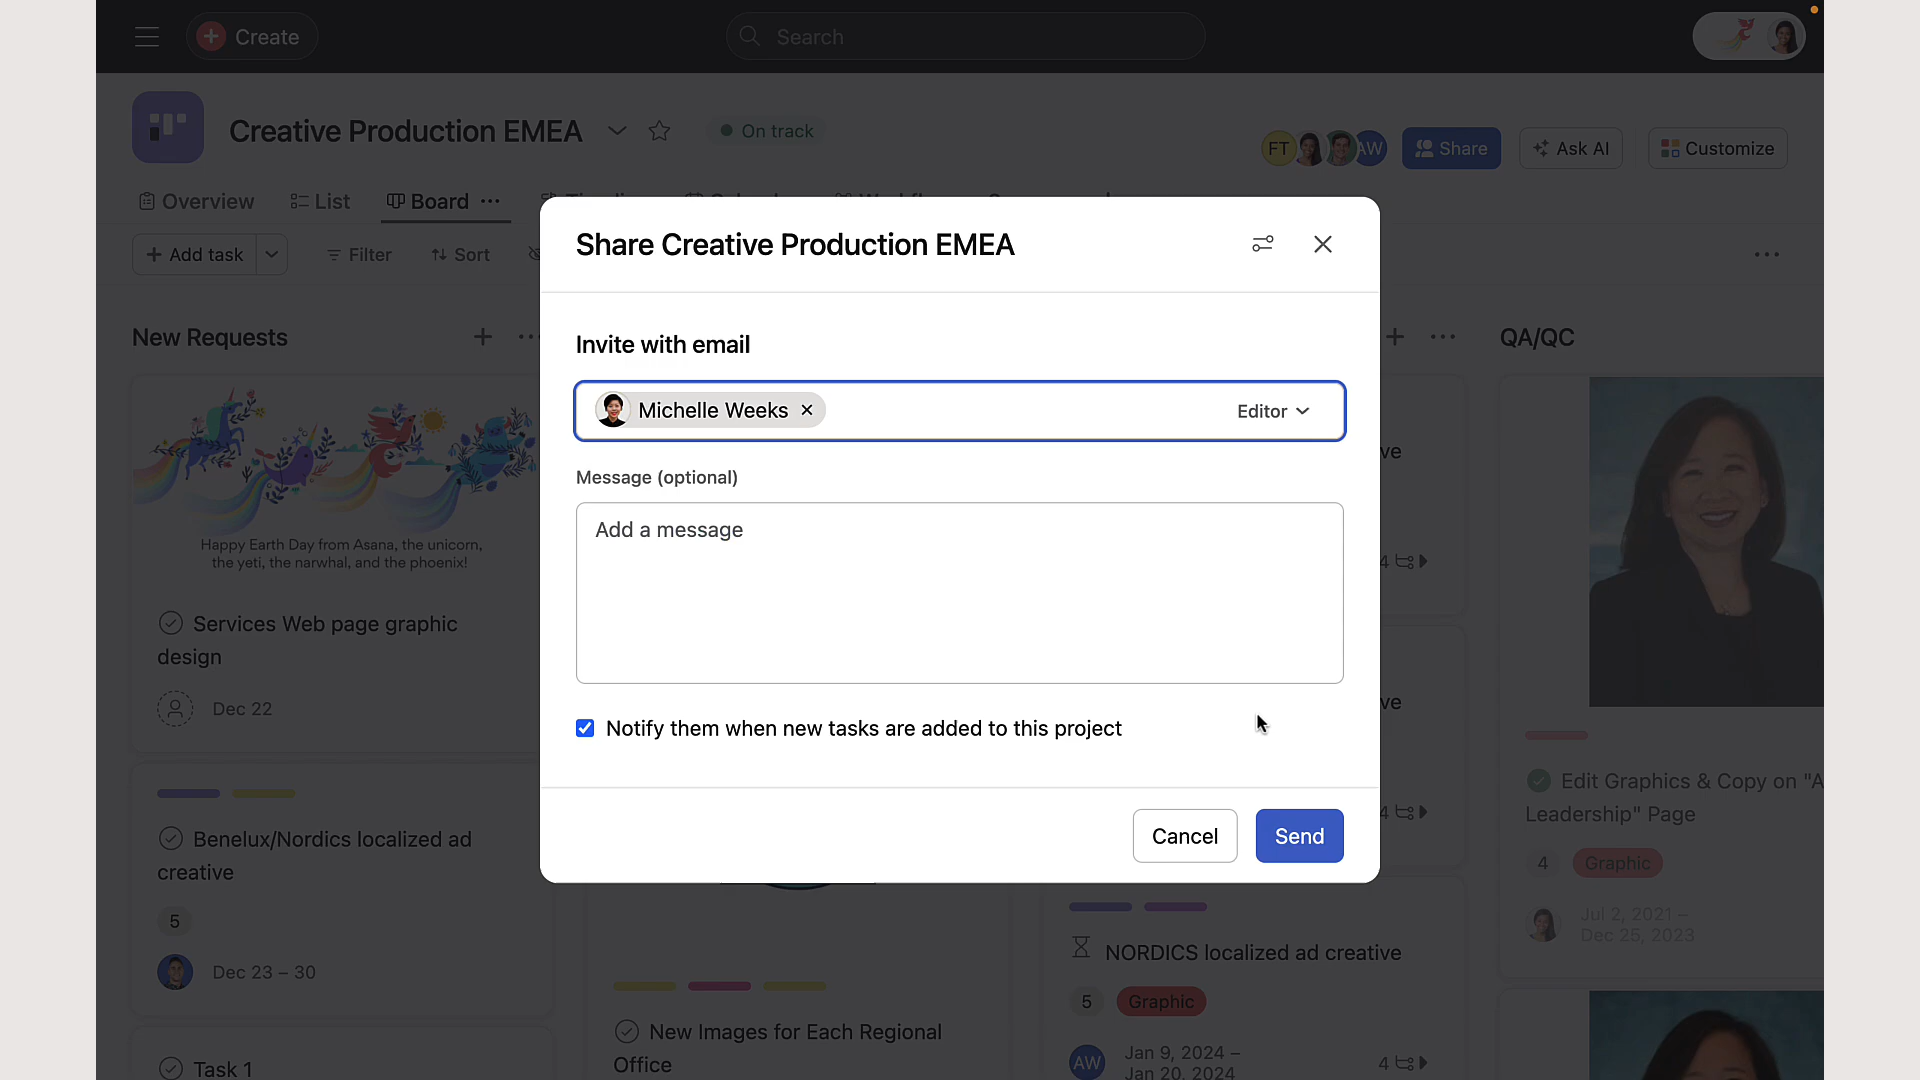 Create
Search
Creative Production EMEA
On track
FT
AW
Share
Ask AI
Customize
Overview
List
Board
Add task
Filter
Sort
Share Creative Production EMEA
Invite with email
Michelle Weeks
Editor
Message (optional)
Add a message
Notify them when new tasks are added to this project
Cancel
Send
New Requests
Happy Earth Day from Asana, the unicorn,
the yeti, the narwhal, and the phoenix!
Services Web page graphic
design
Dec 22
Benelux/Nordics localized ad
creative
5
Dec 23 – 30
Task 1
New Images for Each Regional
Office
ve
4
ve
4
NORDICS localized ad creative
5
Graphic
AW
Jan 9, 2024 –
Jan 20, 2024
4
QA/QC
Edit Graphics & Copy on "A
Leadership" Page
4
Graphic
Jul 2, 2021 –
Dec 25, 2023